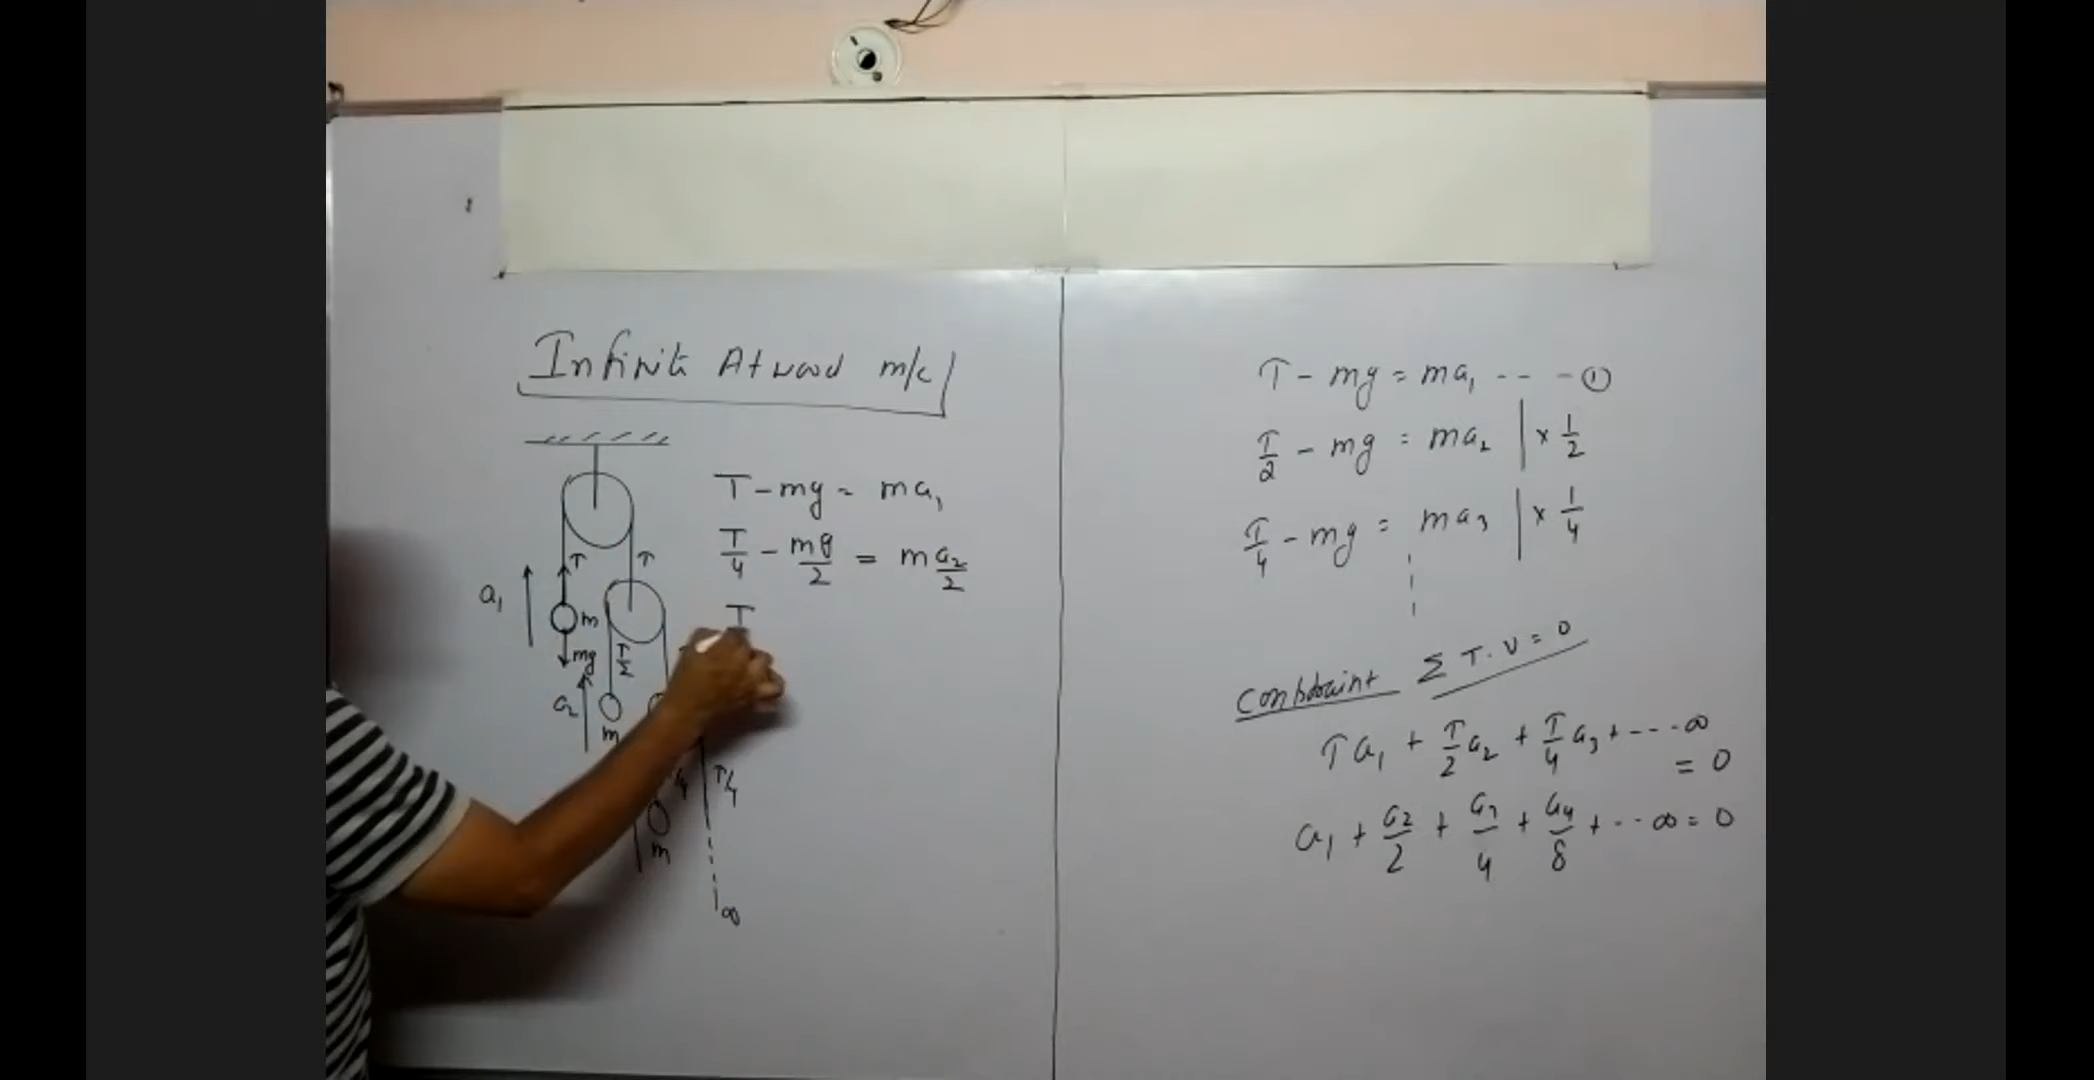 Infinite Atwood m/c
T
T
a₁
m
mg
T/2
a₂
m
T/4
m
∞
T - mg = ma₁
T/4 - mg/2 = m a₂/2
T
T - mg = ma₁ -- - ①
T/2 - mg = ma₂ | × 1/2
T/4 - mg = ma₃ | × 1/4
Constraint Σ T·v = 0
Ta₁ + T/2 a₂ + T/4 a₃ + --- ∞
= 0
a₁ + a₂/2 + a₃/4 + a₄/8 + -- ∞ = 0